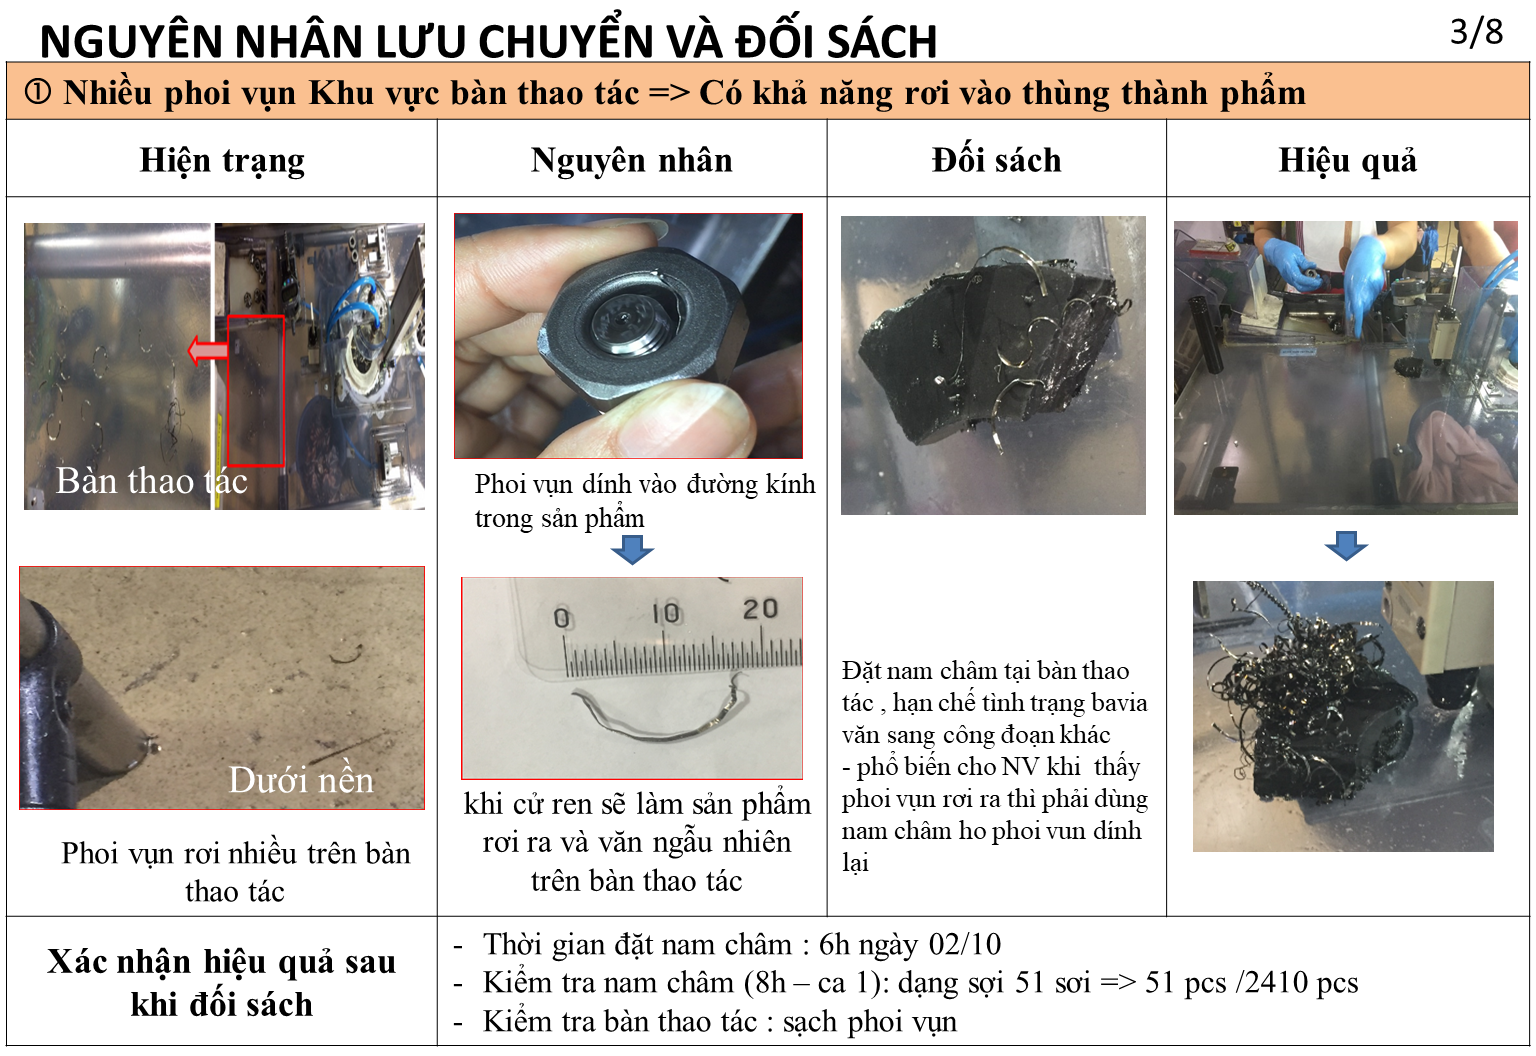 NGUYÊN NHÂN LƯU CHUYỂN VÀ ĐỐI SÁCH
3/8
① Nhiều phoi vụn Khu vực bàn thao tác => Có khả năng rơi vào thùng thành phẩm
Hiện trạng
Nguyên nhân
Đối sách
Hiệu quả
Bàn thao tác
Dưới nền
Phoi vụn rơi nhiều trên bàn
thao tác
Phoi vụn dính vào đường kính
trong sản phẩm
0 10 20
khi cử ren sẽ làm sản phẩm
rơi ra và văn ngẫu nhiên
trên bàn thao tác
Đặt nam châm tại bàn thao
tác , hạn chế tình trạng bavia
văn sang công đoạn khác
- phổ biến cho NV khi thấy
phoi vụn rơi ra thì phải dùng
nam châm ho phoi vun dính
lại
Xác nhận hiệu quả sau
khi đối sách
- Thời gian đặt nam châm : 6h ngày 02/10
- Kiểm tra nam châm (8h – ca 1): dạng sợi 51 sơi => 51 pcs /2410 pcs
- Kiểm tra bàn thao tác : sạch phoi vụn